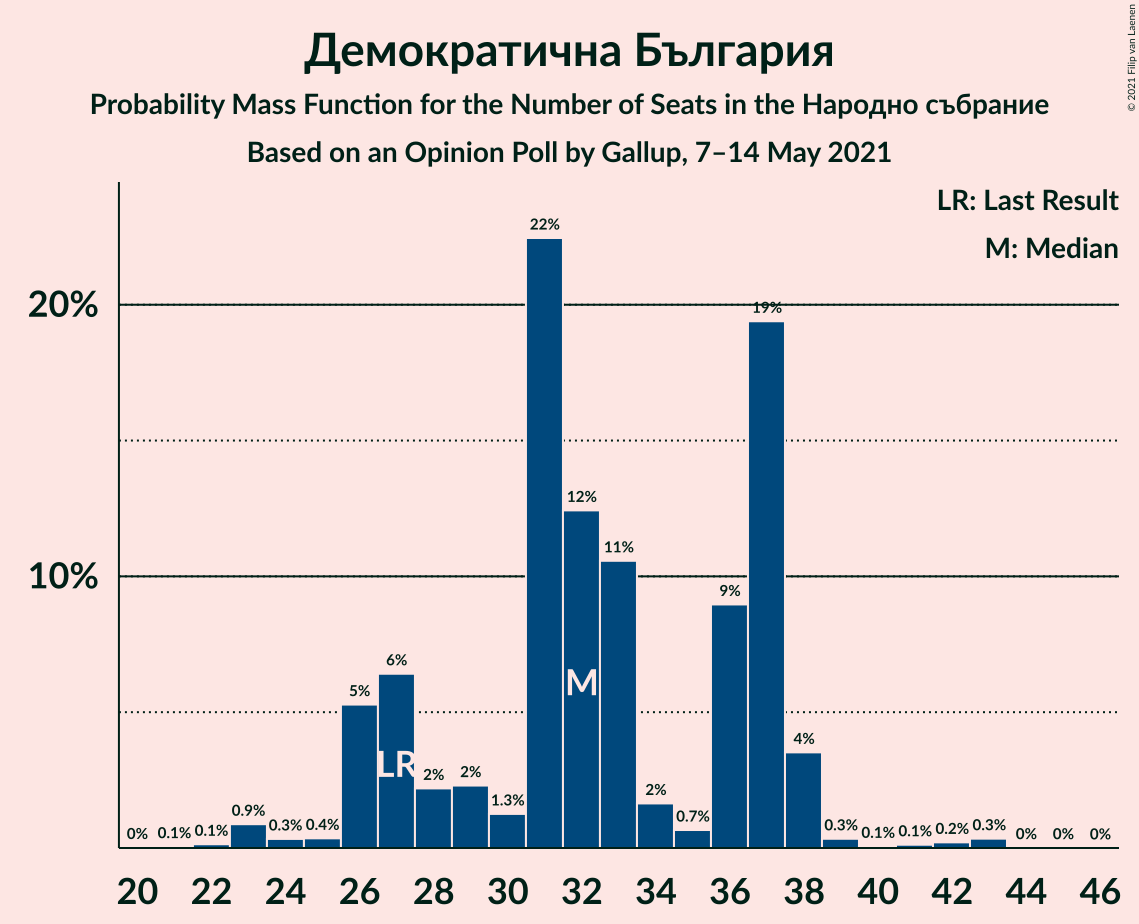 Демократична България
Probability Mass Function for the Number of Seats in the Народно събрание
Based on an Opinion Poll by Gallup, 7–14 May 2021
© 2021 Filip van Laenen
LR: Last Result
M: Median
20%
10%
0% 0.1% 0.1% 0.9% 0.3% 0.4% 5% 6% 2% 2% 1.3% 22% 12% 11% 2% 0.7% 9% 19% 4% 0.3% 0.1% 0.1% 0.2% 0.3% 0% 0% 0%
LR M
20 22 24 26 28 30 32 34 36 38 40 42 44 46